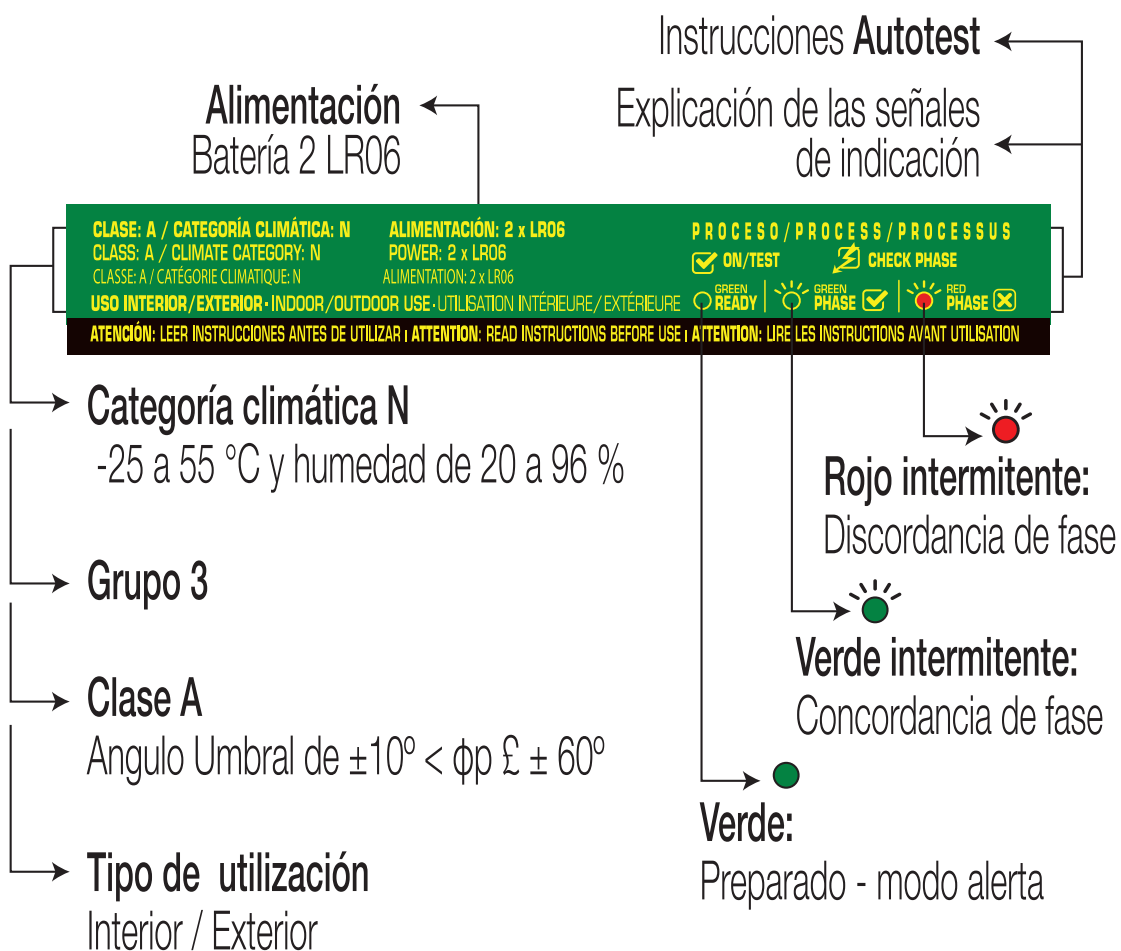 Instrucciones Autotest
Explicación de las señales
de indicación
Alimentación
Batería 2 LR06
CLASE: A / CATEGORÍA CLIMÁTICA: N
CLASS: A / CLIMATE CATEGORY: N
CLASSE: A / CATÉGORIE CLIMATIQUE: N
ALIMENTACIÓN: 2 x LR06
POWER: 2 x LR06
ALIMENTATION: 2 x LR06
USO INTERIOR/EXTERIOR · INDOOR/OUTDOOR USE · UTILISATION INTÉRIEURE/EXTÉRIEURE
PROCESO/PROCESS/PROCESSUS
ON/TEST
CHECK PHASE
GREEN
READY
GREEN
PHASE
RED
PHASE
ATENCIÓN: LEER INSTRUCCIONES ANTES DE UTILIZAR ı ATTENTION: READ INSTRUCTIONS BEFORE USE ı ATTENTION: LIRE LES INSTRUCTIONS AVANT UTILISATION
Categoría climática N
-25 a 55 °C y humedad de 20 a 96 %
Grupo 3
Clase A
Angulo Umbral de ±10º < ϕp £ ± 60º
Tipo de utilización
Interior / Exterior
Rojo intermitente:
Discordancia de fase
Verde intermitente:
Concordancia de fase
Verde:
Preparado - modo alerta